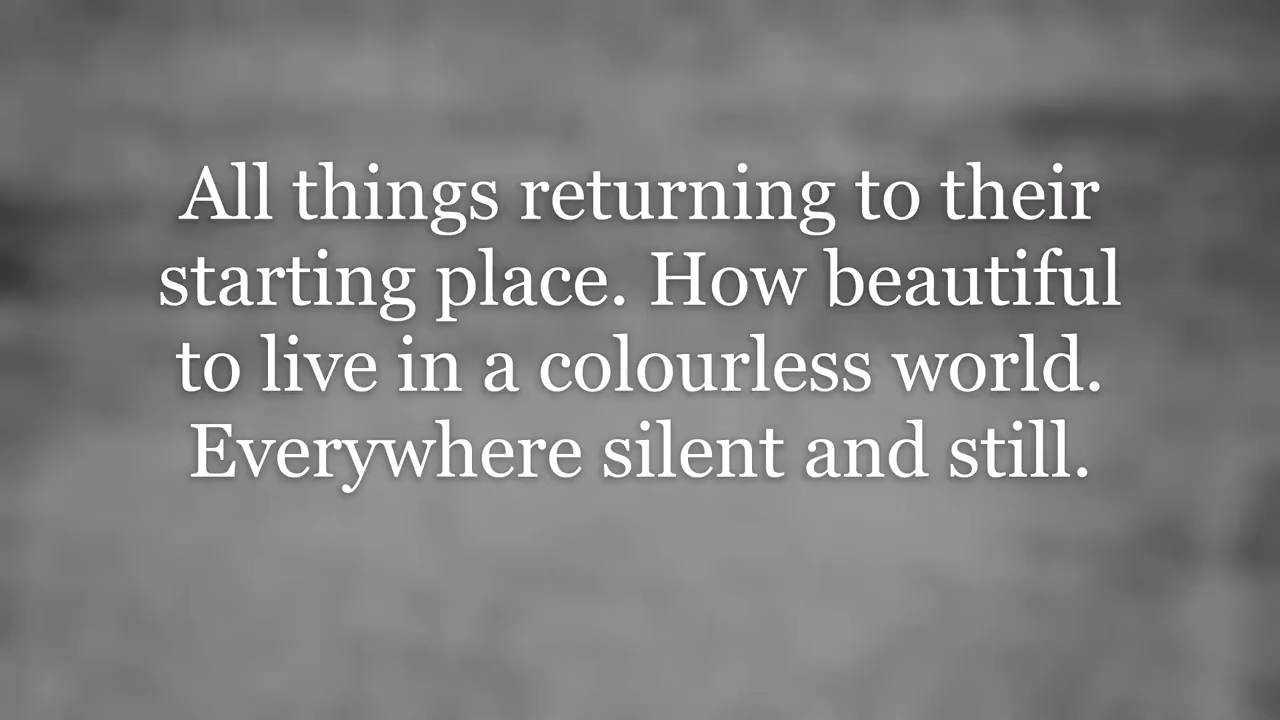 All things returning to their
starting place. How beautiful
to live in a colourless world.
Everywhere silent and still.